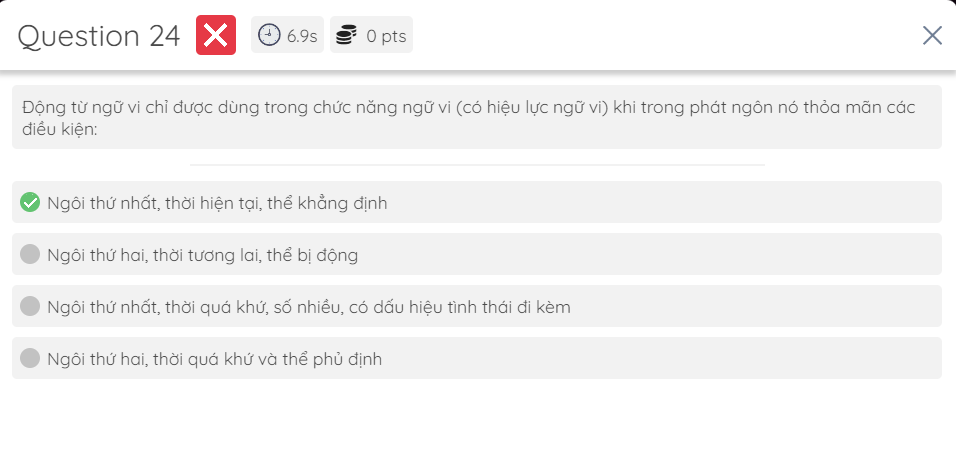 Question 24
6.9s
0 pts
Động từ ngữ vi chỉ được dùng trong chức năng ngữ vi (có hiệu lực ngữ vi) khi trong phát ngôn nó thỏa mãn các
điều kiện:
Ngôi thứ nhất, thời hiện tại, thể khẳng định
Ngôi thứ hai, thời tương lai, thể bị động
Ngôi thứ nhất, thời quá khứ, số nhiều, có dấu hiệu tình thái đi kèm
Ngôi thứ hai, thời quá khứ và thể phủ định